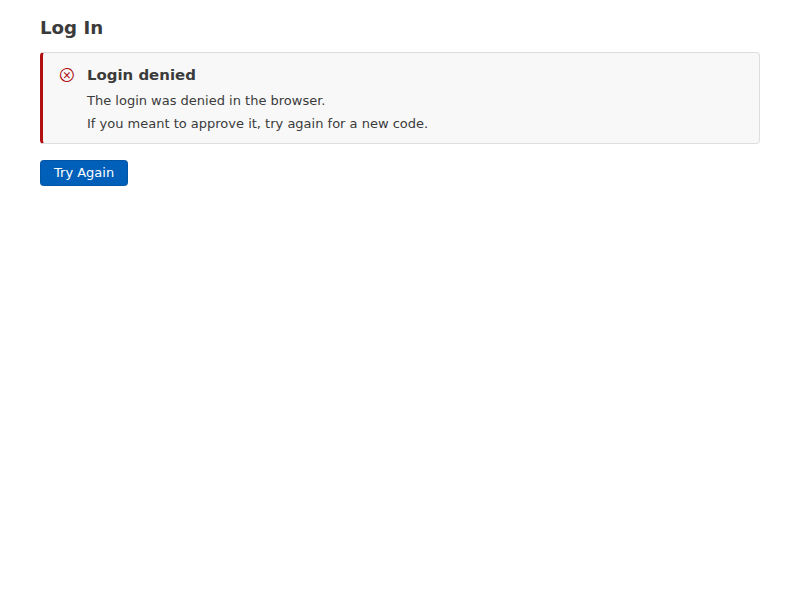 Log In
Login denied
The login was denied in the browser.
If you meant to approve it, try again for a new code.
Try Again